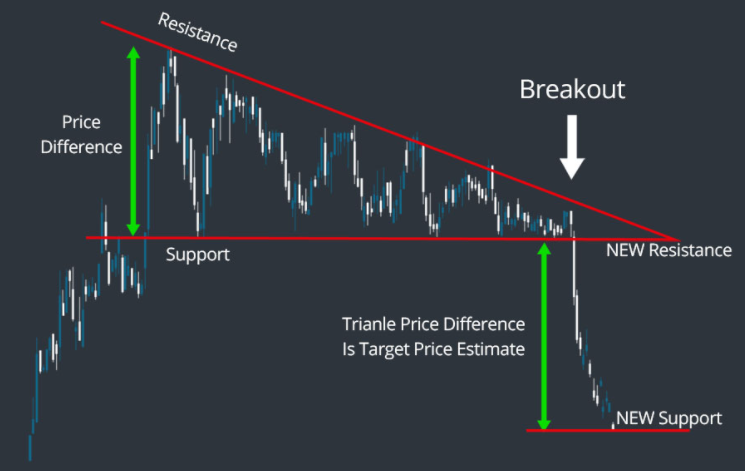 Resistance
Breakout
Price
Difference
Support
NEW Resistance
Trianle Price Difference
Is Target Price Estimate
NEW Support